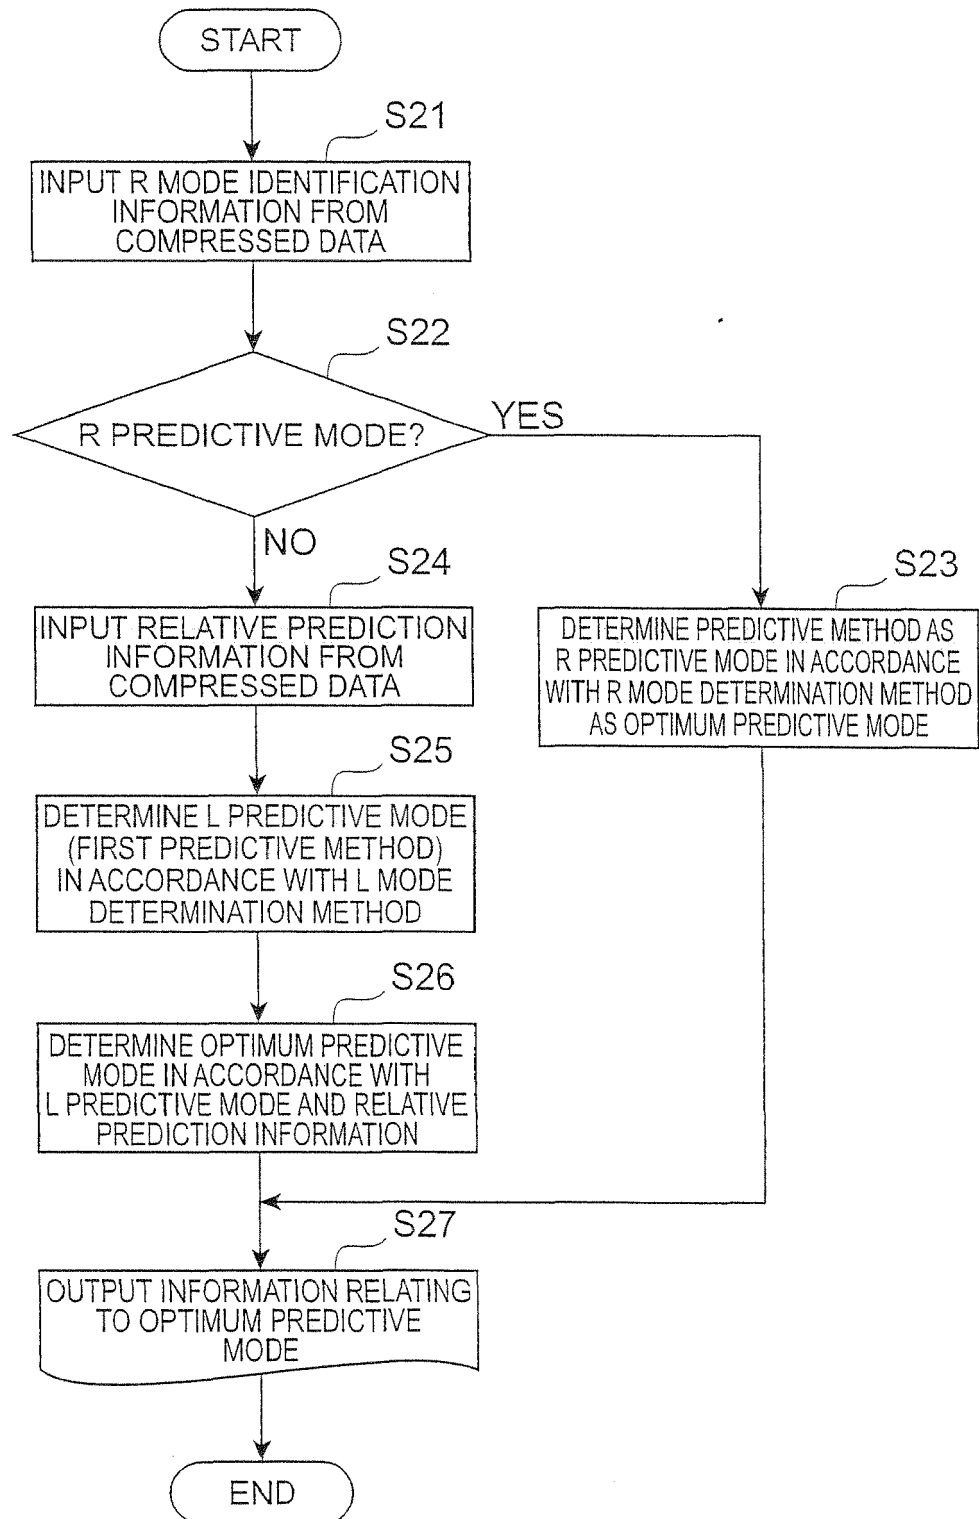 START
S21
INPUT R MODE IDENTIFICATION
INFORMATION FROM
COMPRESSED DATA
S22
R PREDICTIVE MODE?
YES
NO
S24
INPUT RELATIVE PREDICTION
INFORMATION FROM
COMPRESSED DATA
S23
DETERMINE PREDICTIVE METHOD AS
R PREDICTIVE MODE IN ACCORDANCE
WITH R MODE DETERMINATION METHOD
AS OPTIMUM PREDICTIVE MODE
S25
DETERMINE L PREDICTIVE MODE
(FIRST PREDICTIVE METHOD)
IN ACCORDANCE WITH L MODE
DETERMINATION METHOD
S26
DETERMINE OPTIMUM PREDICTIVE
MODE IN ACCORDANCE WITH
L PREDICTIVE MODE AND RELATIVE
PREDICTION INFORMATION
S27
OUTPUT INFORMATION RELATING
TO OPTIMUM PREDICTIVE
MODE
END